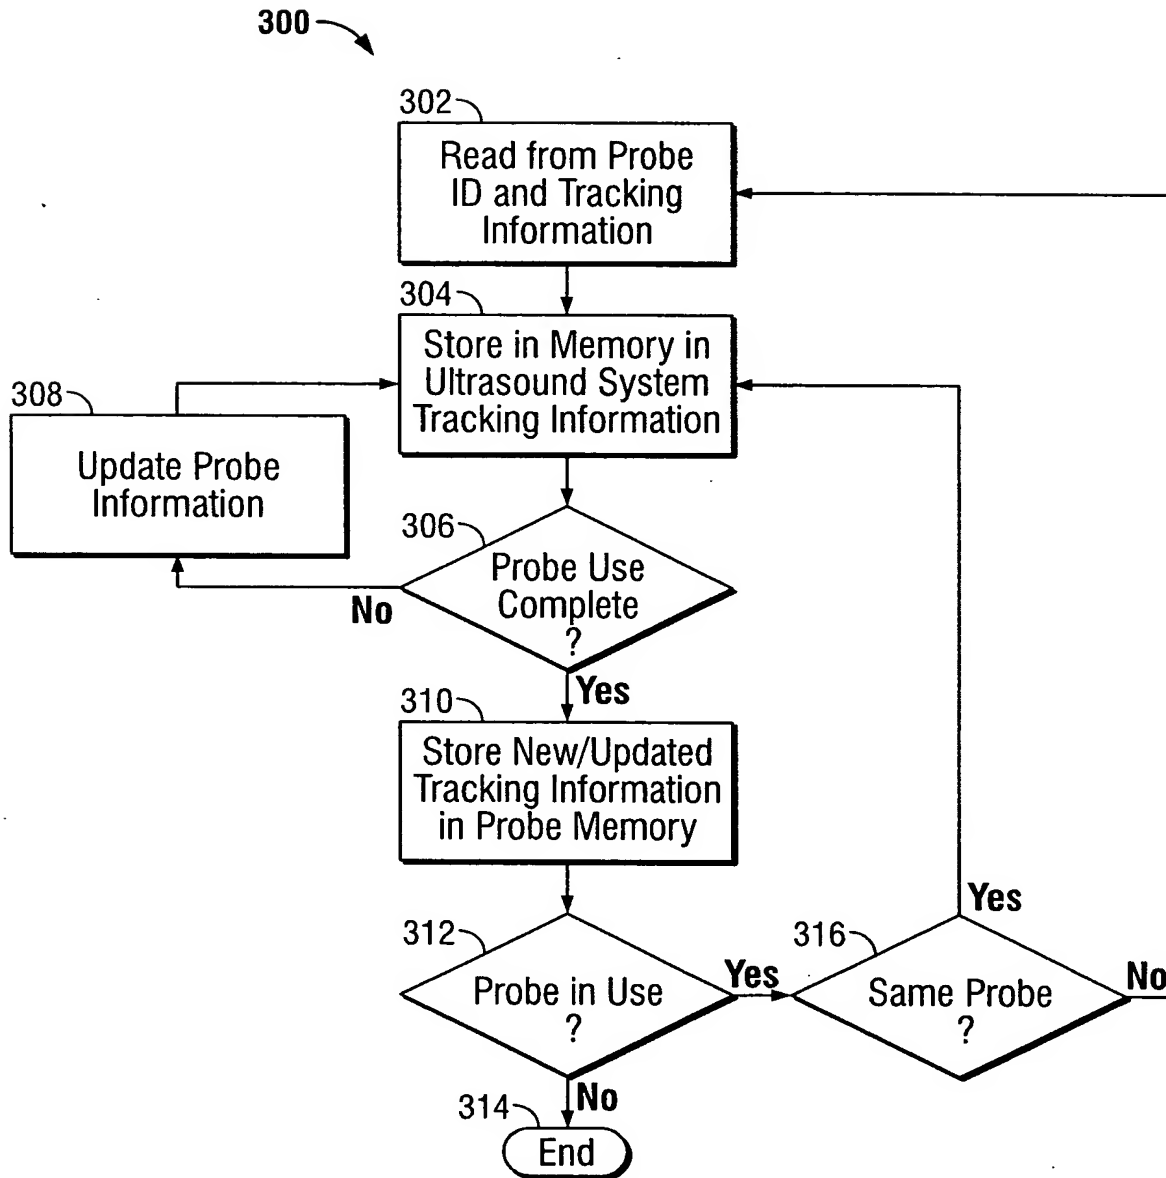 300
302
Read from Probe
ID and Tracking
Information
304
Store in Memory in
Ultrasound System
Tracking Information
308
Update Probe
Information
306
Probe Use
Complete
?
No
Yes
310
Store New/Updated
Tracking Information
in Probe Memory
312
Probe in Use
?
Yes
316
Same Probe
?
Yes
No
No
314
End